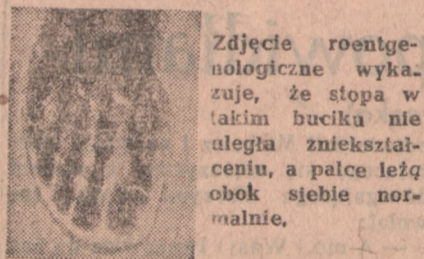 Zdjęcie roentge-
nologiczne wyka-
zuje, że stopa w
takim buciku nie
uległa zniekształ-
ceniu, a palce leżą
obok siebie nor-
malnie.